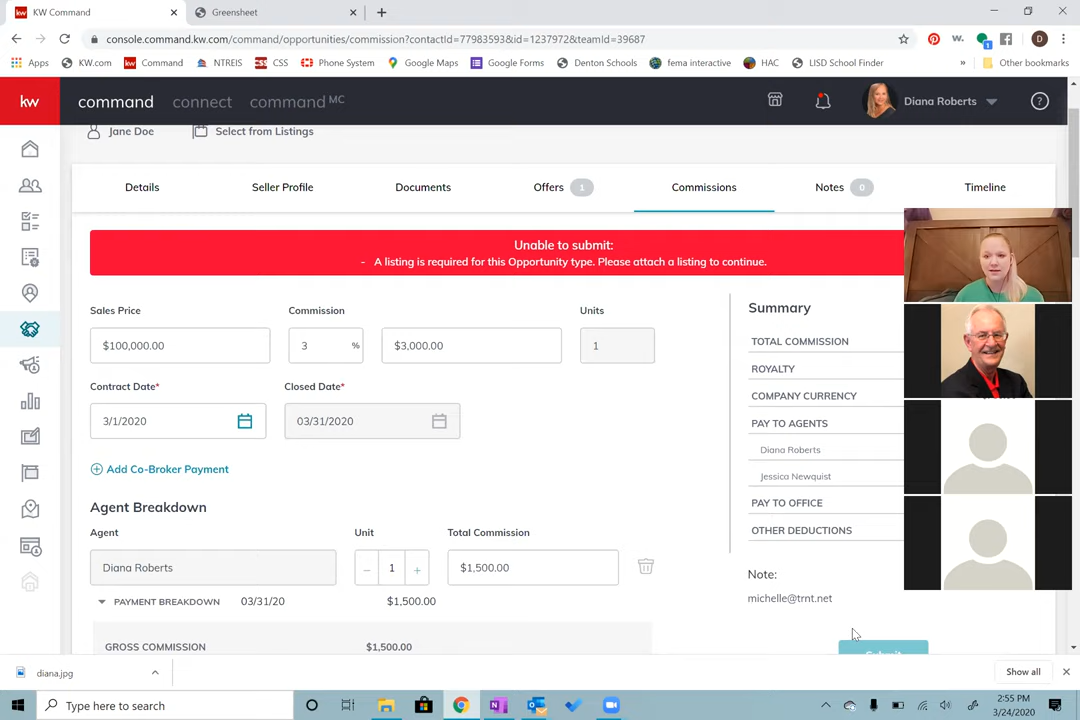 kw KW Command
Greensheet
console.command.kw.com/command/opportunities/commission?contactId=77983593&id=1237972&teamId=39687
W.
1
D
Apps
KW.com
kw Command
NTREIS
CSS
Phone System
Google Maps
Google Forms
Denton Schools
fema interactive
HAC
LISD School Finder
»
Other bookmarks
kw
command
connect
command MC
Diana Roberts
?
Jane Doe
Select from Listings
Details
Seller Profile
Documents
Offers 1
Commissions
Notes 0
Timeline
Unable to submit:
- A listing is required for this Opportunity type. Please attach a listing to continue.
Sales Price
Commission
Units
$100,000.00
3 %
$3,000.00
1
Contract Date*
Closed Date*
3/1/2020
03/31/2020
Add Co-Broker Payment
Agent Breakdown
Agent
Unit
Total Commission
Diana Roberts
− 1 +
$1,500.00
PAYMENT BREAKDOWN 03/31/20 $1,500.00
GROSS COMMISSION $1,500.00
Summary
TOTAL COMMISSION
ROYALTY
COMPANY CURRENCY
PAY TO AGENTS
Diana Roberts
Jessica Newquist
PAY TO OFFICE
OTHER DEDUCTIONS
Note:
michelle@trnt.net
Submit
diana.jpg
Show all
Type here to search
2:55 PM
3/24/2020